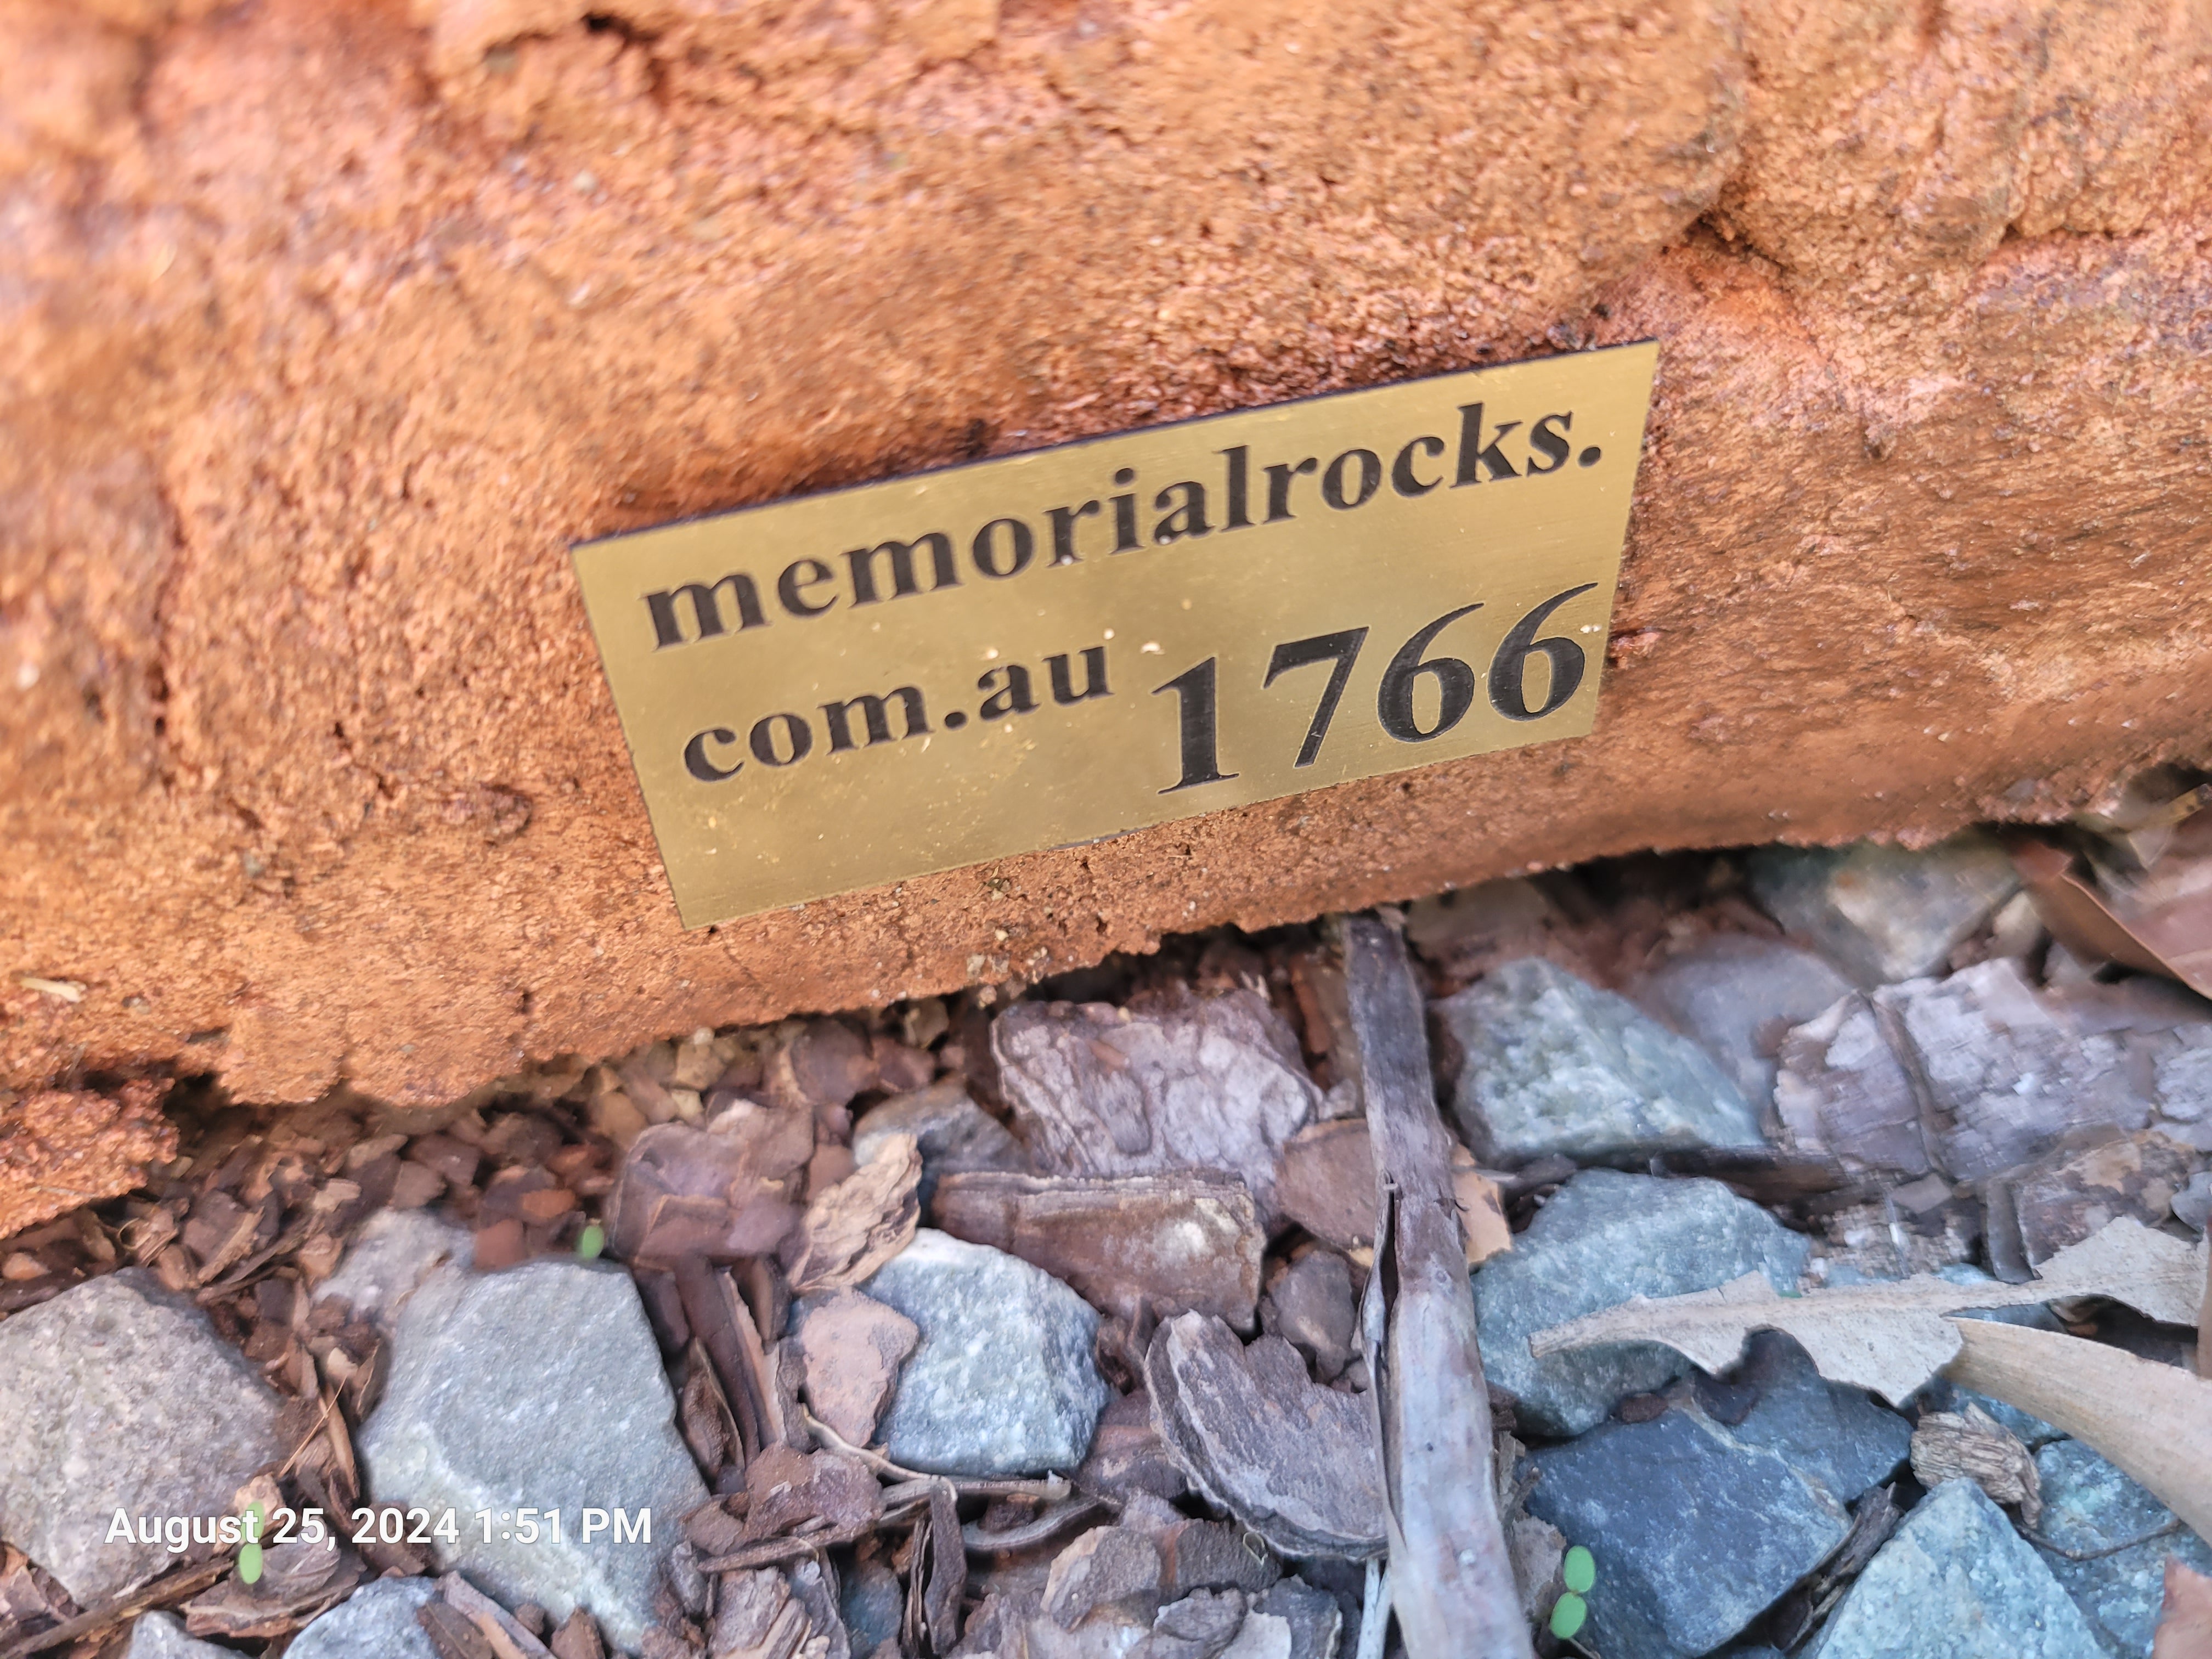 memorialrocks.
com.au 1766
August 25, 2024 1:51 PM